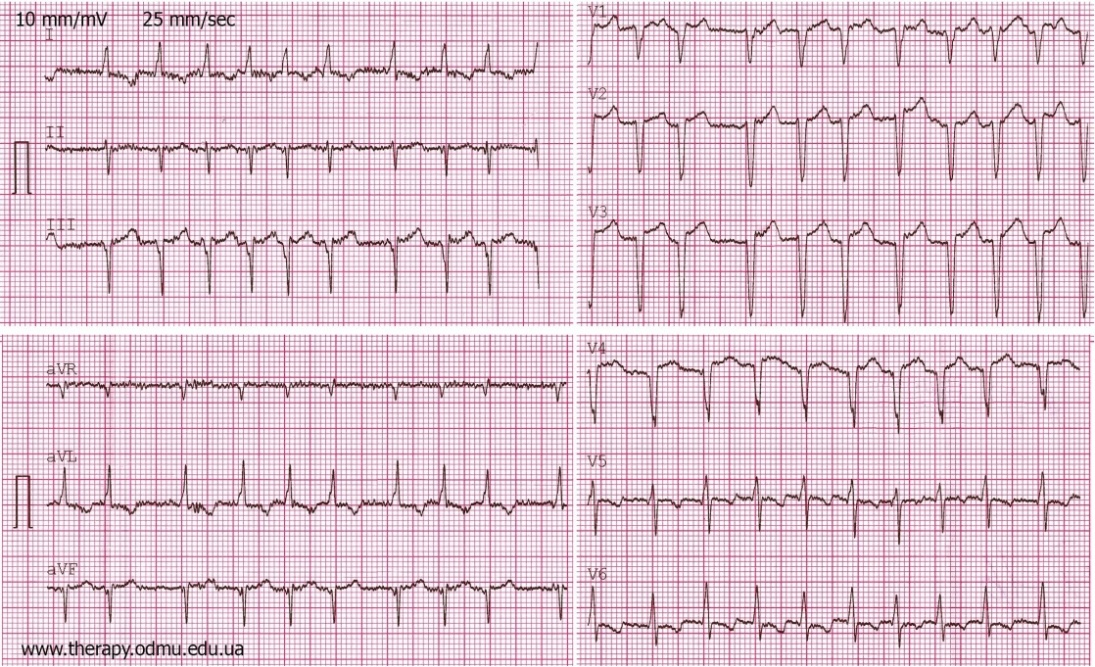 10 mm/mV 25 mm/sec
I
II
III
V1
V2
V3
aVR
aVL
aVF
V4
V5
V6
www.therapy.odmu.edu.ua